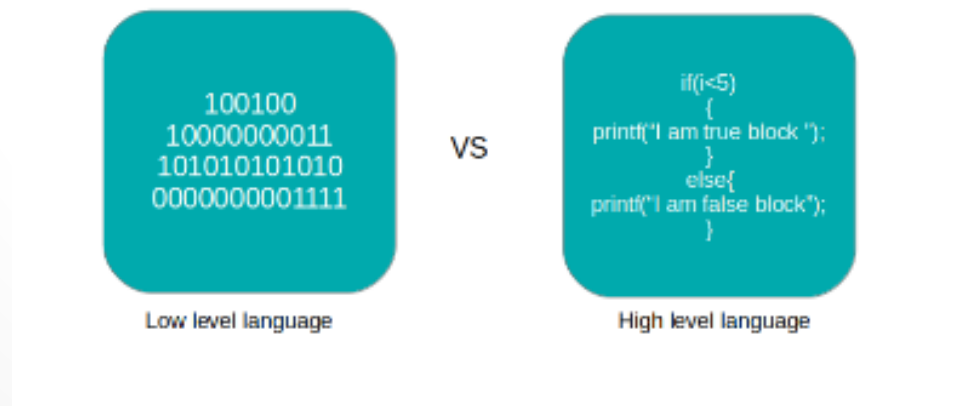 100100
10000000011
101010101010
0000000001111
Low level language
VS
if(i<5)
{
printf("I am true block ");
}
else{
printf("I am false block");
}
High level language